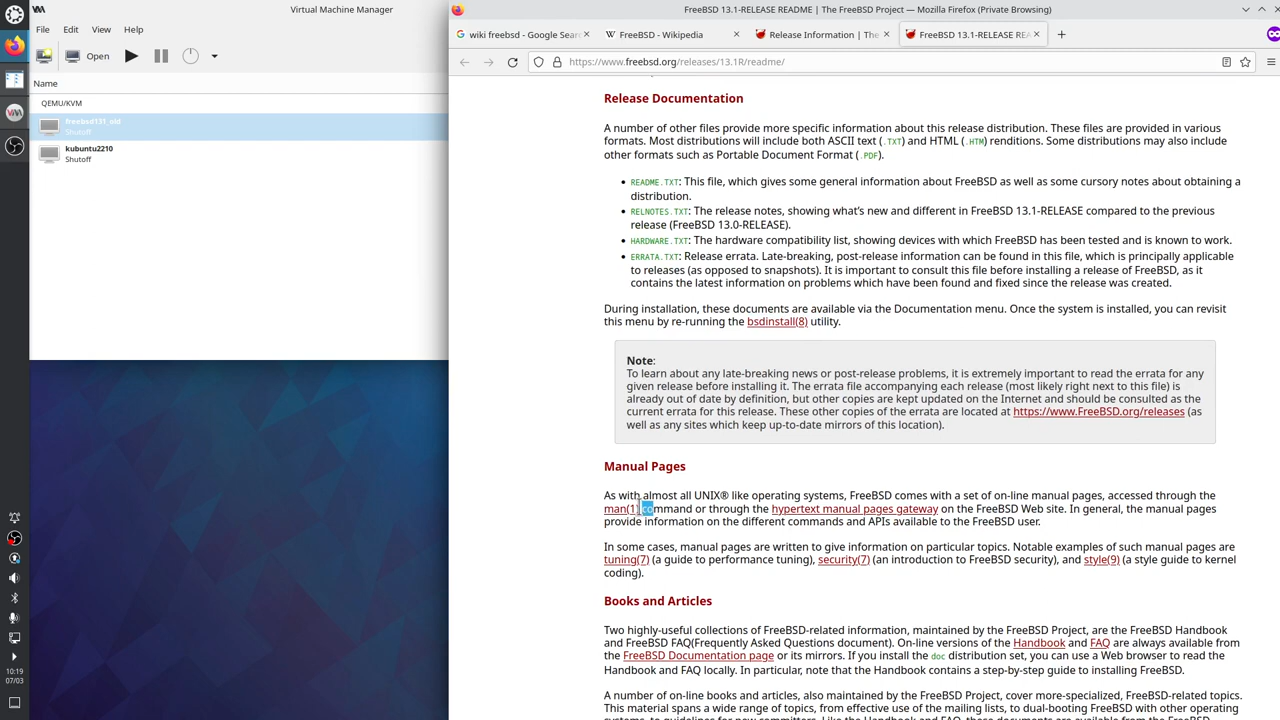 Virtual Machine Manager
File Edit View Help
Open
Name
QEMU/KVM
freebsd131_old
Shutoff
kubuntu2210
Shutoff
10:19
07/03
FreeBSD 13.1-RELEASE README | The FreeBSD Project — Mozilla Firefox (Private Browsing)
wiki freebsd - Google Sear
FreeBSD - Wikipedia
Release Information | The
FreeBSD 13.1-RELEASE REA
https://www.freebsd.org/releases/13.1R/readme/
Release Documentation
A number of other files provide more specific information about this release distribution. These files are provided in various
formats. Most distributions will include both ASCII text (.TXT) and HTML (.HTM) renditions. Some distributions may also include
other formats such as Portable Document Format (.PDF).
• README.TXT: This file, which gives some general information about FreeBSD as well as some cursory notes about obtaining a
distribution.
• RELNOTES.TXT: The release notes, showing what’s new and different in FreeBSD 13.1-RELEASE compared to the previous
release (FreeBSD 13.0-RELEASE).
• HARDWARE.TXT: The hardware compatibility list, showing devices with which FreeBSD has been tested and is known to work.
• ERRATA.TXT: Release errata. Late-breaking, post-release information can be found in this file, which is principally applicable
to releases (as opposed to snapshots). It is important to consult this file before installing a release of FreeBSD, as it
contains the latest information on problems which have been found and fixed since the release was created.
During installation, these documents are available via the Documentation menu. Once the system is installed, you can revisit
this menu by re-running the bsdinstall(8) utility.
Note:
To learn about any late-breaking news or post-release problems, it is extremely important to read the errata for any
given release before installing it. The errata file accompanying each release (most likely right next to this file) is
already out of date by definition, but other copies are kept updated on the Internet and should be consulted as the
current errata for this release. These other copies of the errata are located at https://www.FreeBSD.org/releases (as
well as any sites which keep up-to-date mirrors of this location).
Manual Pages
As with almost all UNIX® like operating systems, FreeBSD comes with a set of on-line manual pages, accessed through the
man(1) command or through the hypertext manual pages gateway on the FreeBSD Web site. In general, the manual pages
provide information on the different commands and APIs available to the FreeBSD user.
In some cases, manual pages are written to give information on particular topics. Notable examples of such manual pages are
tuning(7) (a guide to performance tuning), security(7) (an introduction to FreeBSD security), and style(9) (a style guide to kernel
coding).
Books and Articles
Two highly-useful collections of FreeBSD-related information, maintained by the FreeBSD Project, are the FreeBSD Handbook
and FreeBSD FAQ(Frequently Asked Questions document). On-line versions of the Handbook and FAQ are always available from
the FreeBSD Documentation page or its mirrors. If you install the doc distribution set, you can use a Web browser to read the
Handbook and FAQ locally. In particular, note that the Handbook contains a step-by-step guide to installing FreeBSD.
A number of on-line books and articles, also maintained by the FreeBSD Project, cover more-specialized, FreeBSD-related topics.
This material spans a wide range of topics, from effective use of the mailing lists, to dual-booting FreeBSD with other operating